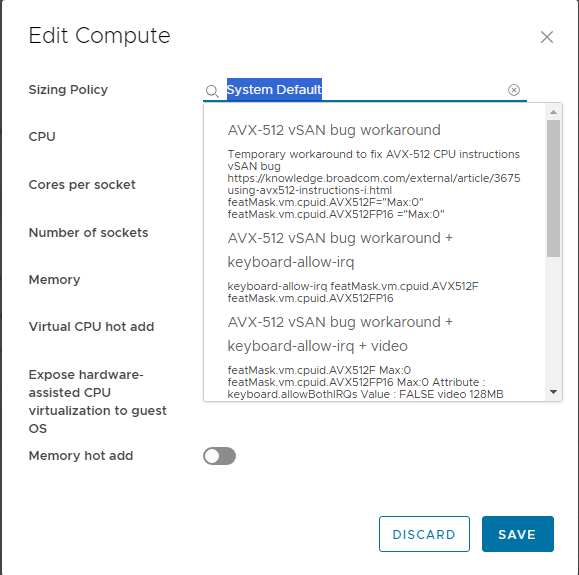 Edit Compute
Sizing Policy
System Default
CPU
Cores per socket
Number of sockets
Memory
Virtual CPU hot add
Expose hardware-
assisted CPU
virtualization to guest
OS
Memory hot add
AVX-512 vSAN bug workaround
Temporary workaround to fix AVX-512 CPU instructions
vSAN bug
https://knowledge.broadcom.com/external/article/3675
using-avx512-instructions-i.html
featMask.vm.cpuid.AVX512F="Max:0"
featMask.vm.cpuid.AVX512FP16 ="Max:0"
AVX-512 vSAN bug workaround +
keyboard-allow-irq
keyboard-allow-irq featMask.vm.cpuid.AVX512F
featMask.vm.cpuid.AVX512FP16
AVX-512 vSAN bug workaround +
keyboard-allow-irq + video
featMask.vm.cpuid.AVX512F Max:0
featMask.vm.cpuid.AVX512FP16 Max:0 Attribute :
keyboard.allowBothIRQs Value : FALSE video 128MB
DISCARD
SAVE